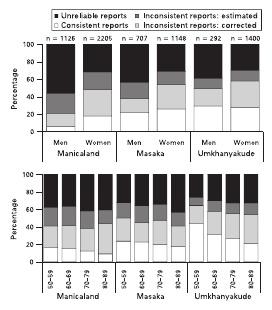 Unreliable reports Inconsistent reports: estimated
Consistent reports Inconsistent reports: corrected
n = 1126 n = 2205 n = 707 n = 1148 n = 292 n = 1400
Percentage
100
80
60
40
20
0
Men Women Men Women Men Women
Manicaland Masaka Umkhanyakude
Percentage
100
80
60
40
20
0
50–59 60–69 70–79 80–89 50–59 60–69 70–79 80–89 50–59 60–69 70–79 80–89
Manicaland Masaka Umkhanyakude